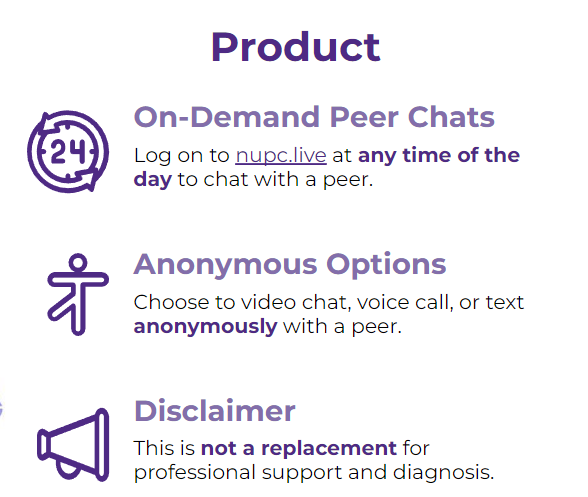 Product
On-Demand Peer Chats
24
Log on to nupc.live at any time of the
day to chat with a peer.
Anonymous Options
Choose to video chat, voice call, or text
anonymously with a peer.
Disclaimer
This is not a replacement for
professional support and diagnosis.